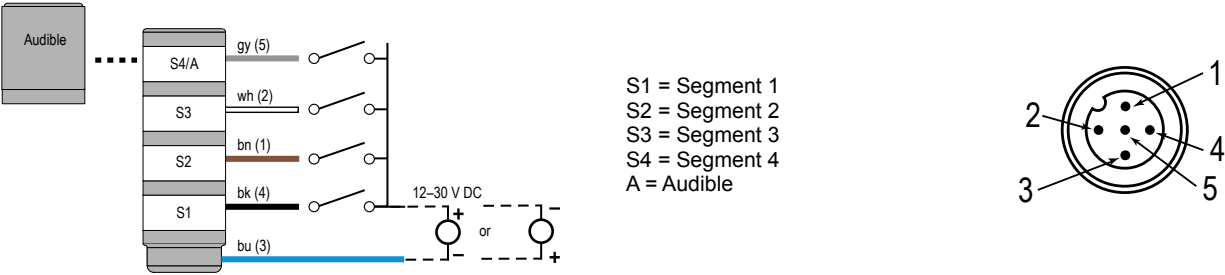 Audible
S4/A
gy (5)
S3
wh (2)
S2
bn (1)
S1
bk (4)
bu (3)
12–30 V DC
+
–
or
–
+
S1 = Segment 1
S2 = Segment 2
S3 = Segment 3
S4 = Segment 4
A = Audible
1
2
3
4
5